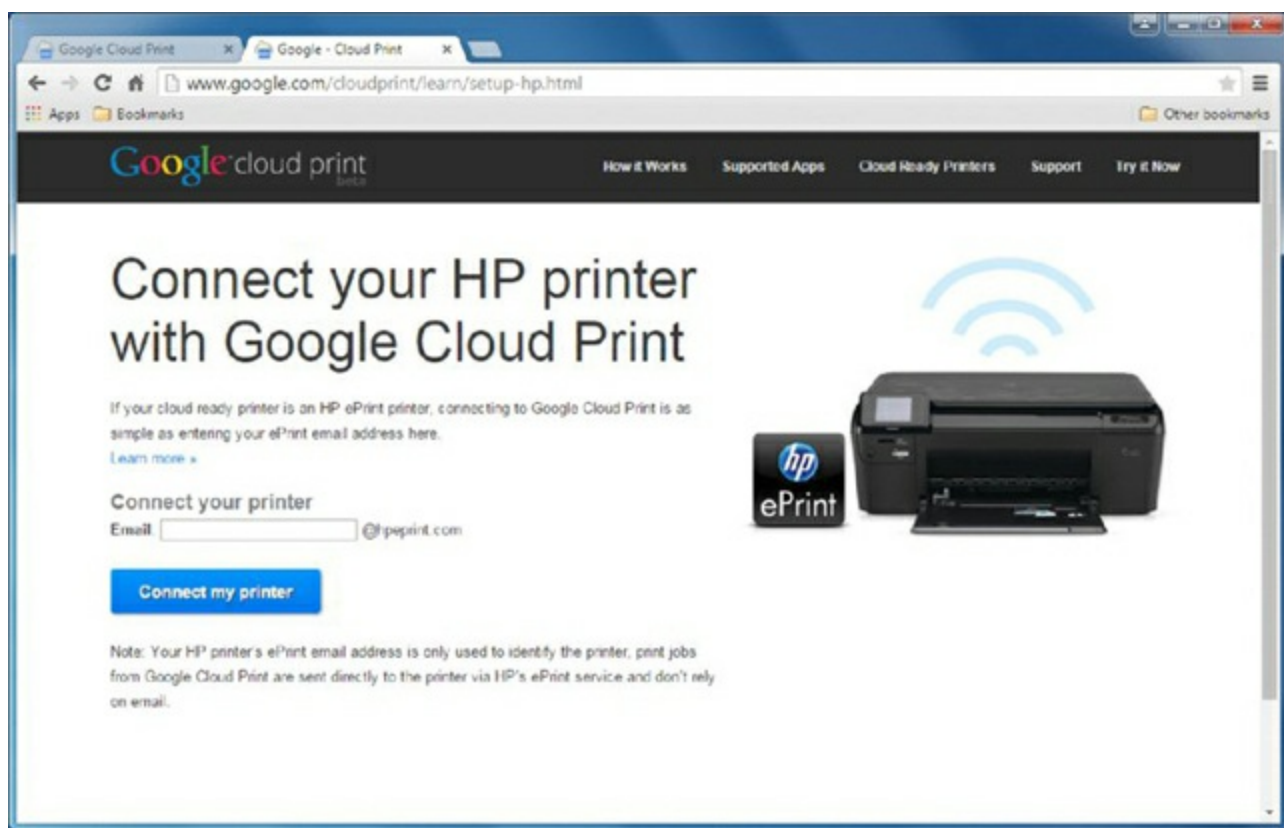 Google Cloud Print
Google - Cloud Print
www.google.com/cloudprint/learn/setup-hp.html
Apps Bookmarks Other bookmarks
Google cloud print
beta
How it Works Supported Apps Cloud Ready Printers Support Try it Now
Connect your HP printer
with Google Cloud Print
If your cloud ready printer is an HP ePrint printer, connecting to Google Cloud Print is as
simple as entering your ePrint email address here.
Learn more »
Connect your printer
Email: @hpeprint.com
Connect my printer
Note: Your HP printer's ePrint email address is only used to identify the printer, print jobs
from Google Cloud Print are sent directly to the printer via HP's ePrint service and don't rely
on email.
hp
ePrint